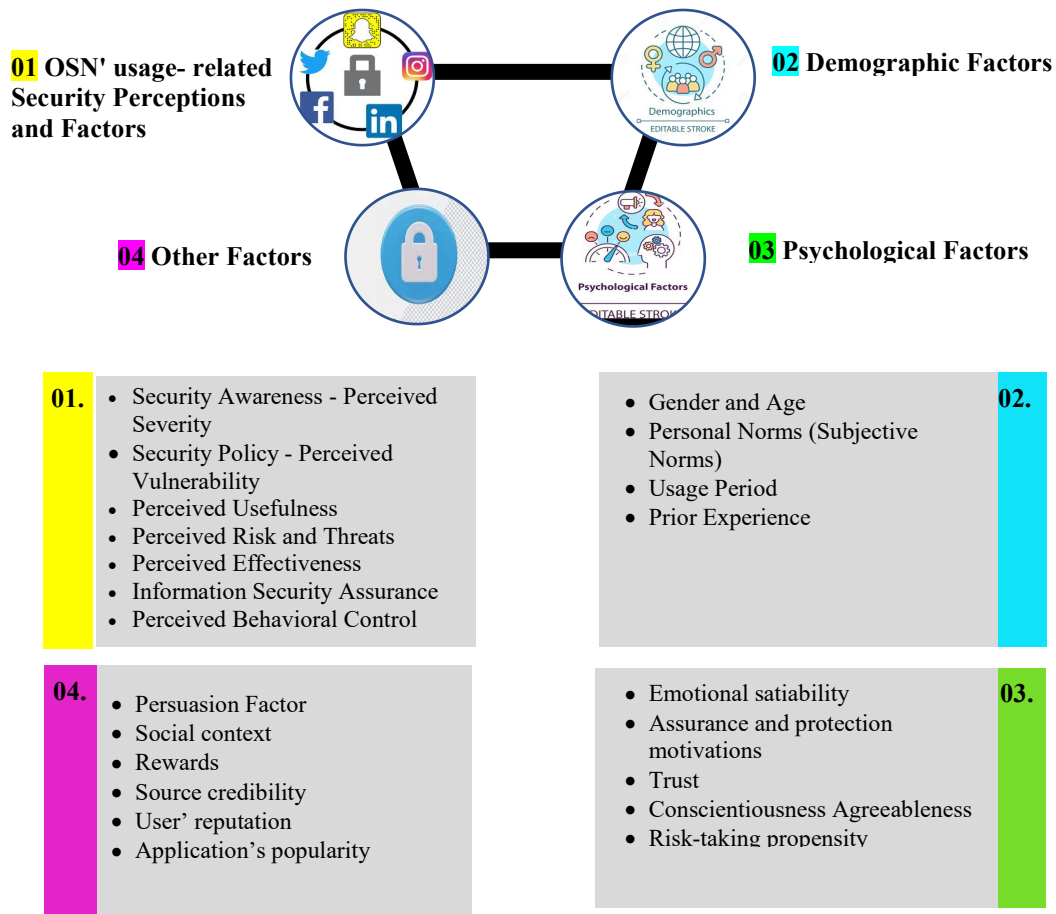 01 OSN' usage- related
Security Perceptions
and Factors
02 Demographic Factors
Demographics
EDITABLE STROKE
04 Other Factors
03 Psychological Factors
Psychological Factors
EDITABLE STROKE
01.
• Security Awareness - Perceived
Severity
• Security Policy - Perceived
Vulnerability
• Perceived Usefulness
• Perceived Risk and Threats
• Perceived Effectiveness
• Information Security Assurance
• Perceived Behavioral Control
02.
• Gender and Age
• Personal Norms (Subjective
Norms)
• Usage Period
• Prior Experience
04.
• Persuasion Factor
• Social context
• Rewards
• Source credibility
• User' reputation
• Application's popularity
03.
• Emotional satiability
• Assurance and protection
motivations
• Trust
• Conscientiousness Agreeableness
• Risk-taking propensity